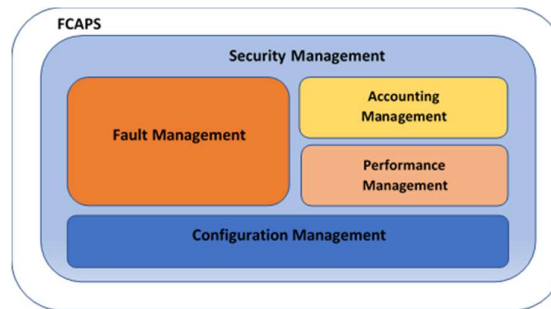 FCAPS
Security Management
Fault Management
Accounting
Management
Performance
Management
Configuration Management